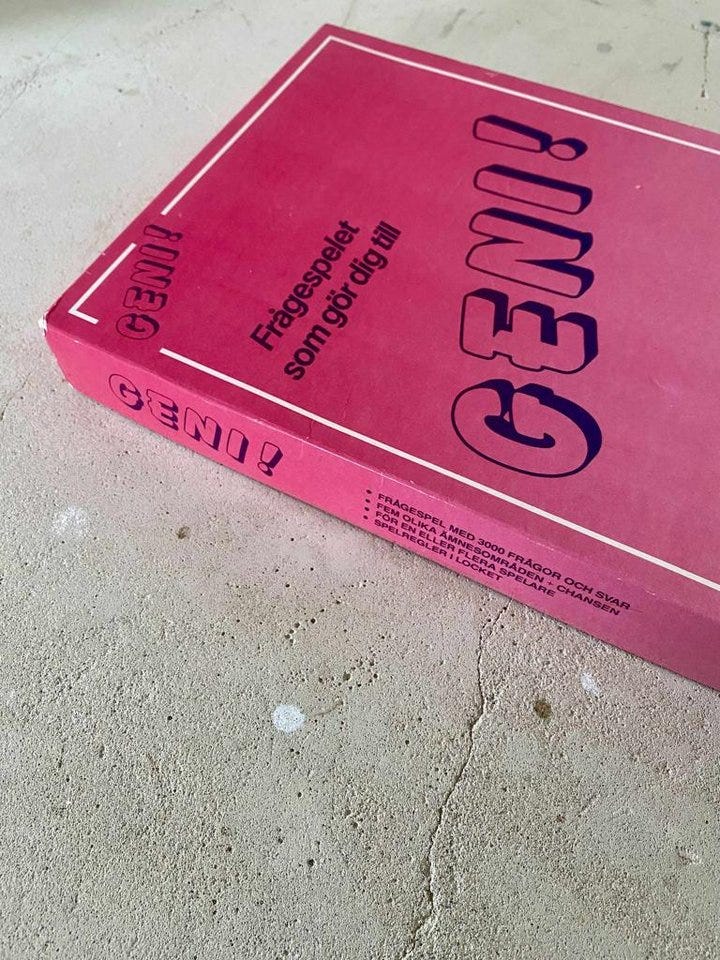 Frågespelet
som gör dig till
GENI!
GENI!
GENI!
FRÅGESPEL MED 3000 FRÅGOR OCH SVAR
FEM OLIKA ÄMNESOMRÅDEN + CHANSEN
FÖR EN ELLER FLERA SPELARE
SPELREGLER I LOCKET